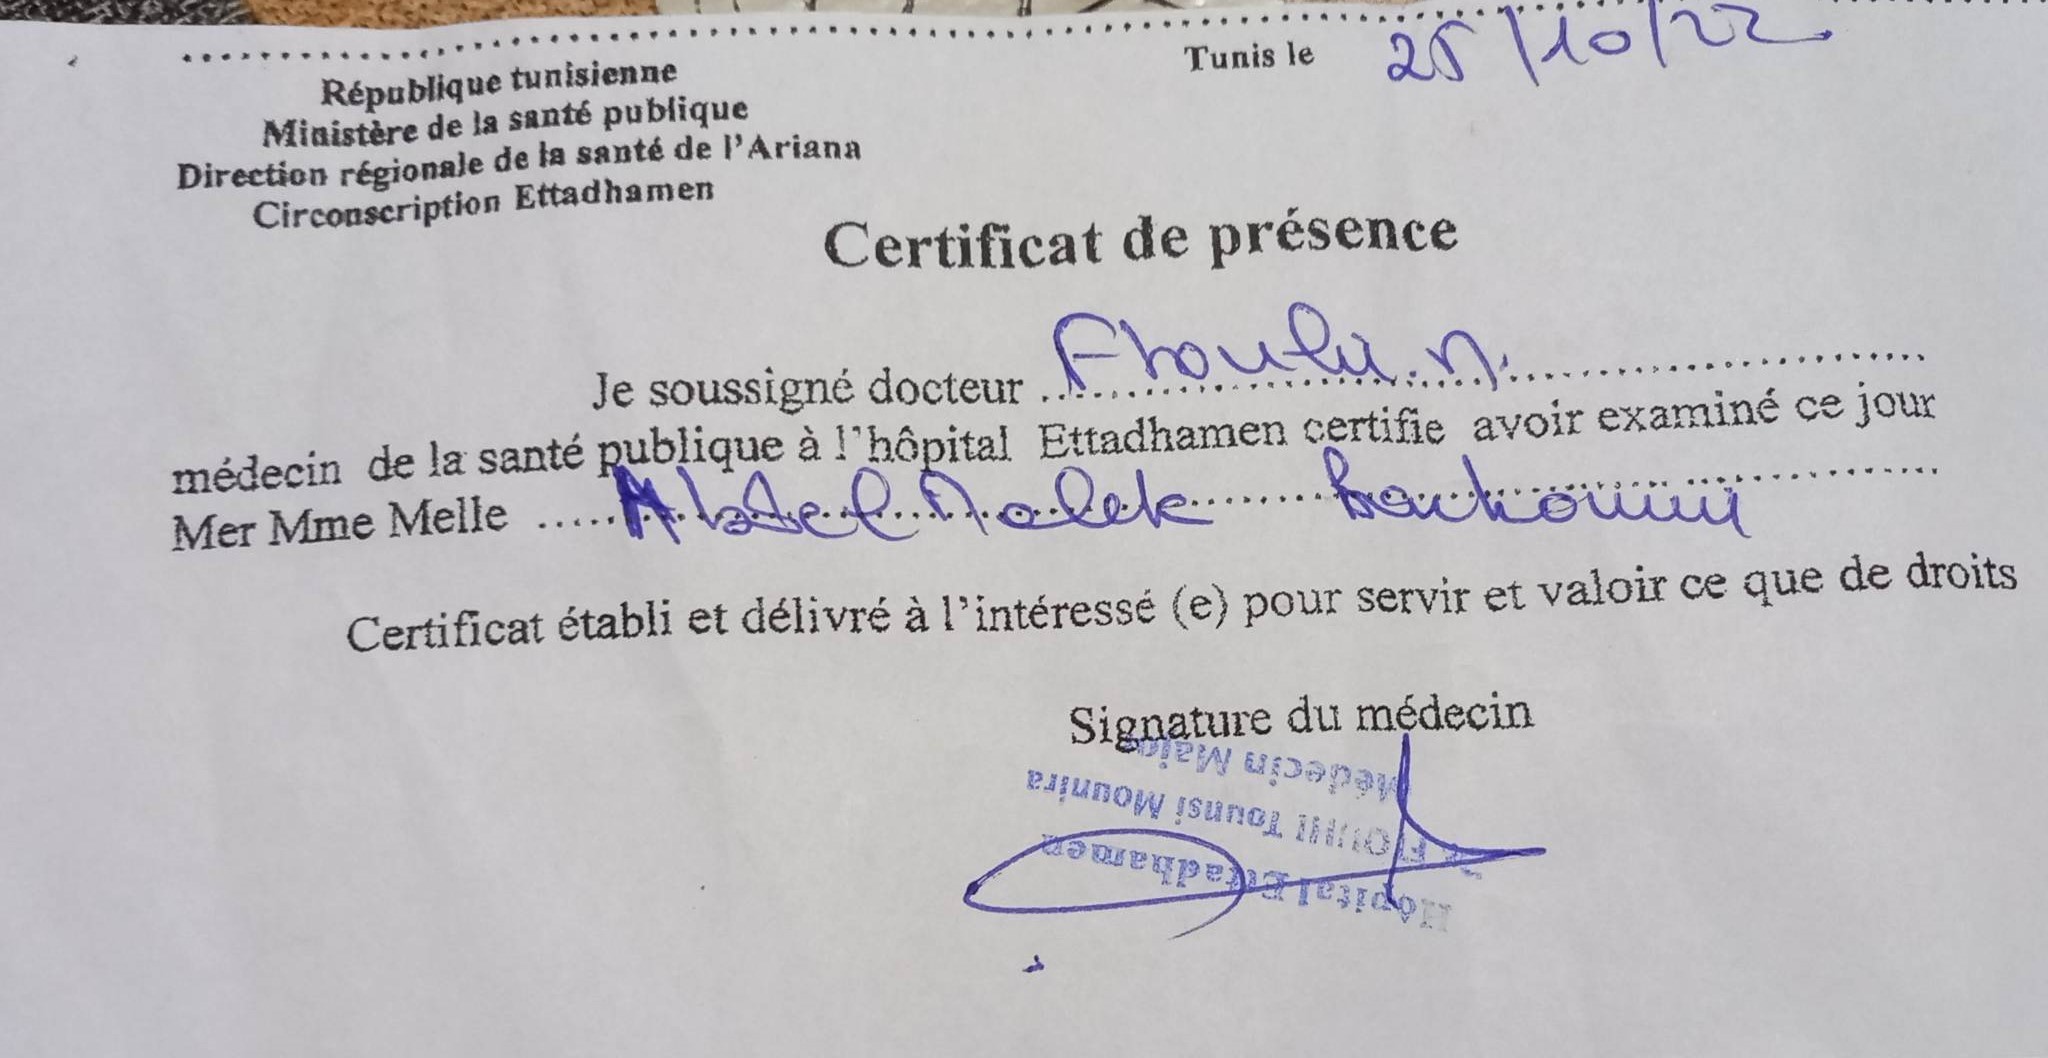 République tunisienne
Ministère de la santé publique
Direction régionale de la santé de l'Ariana
Circonscription Ettadhamen
Tunis le 25/10/22
Certificat de présence
Je soussigné docteur
médecin de la santé publique à l'hôpital Ettadhamen certifie avoir examiné ce jour
Mer Mme Melle Abdel Malek
Certificat établi et délivré à l'intéressé (e) pour servir et valoir ce que de droits
Signature du médecin
Hôpital Ettadhamen
Tounsi Mounira
Médecin Major